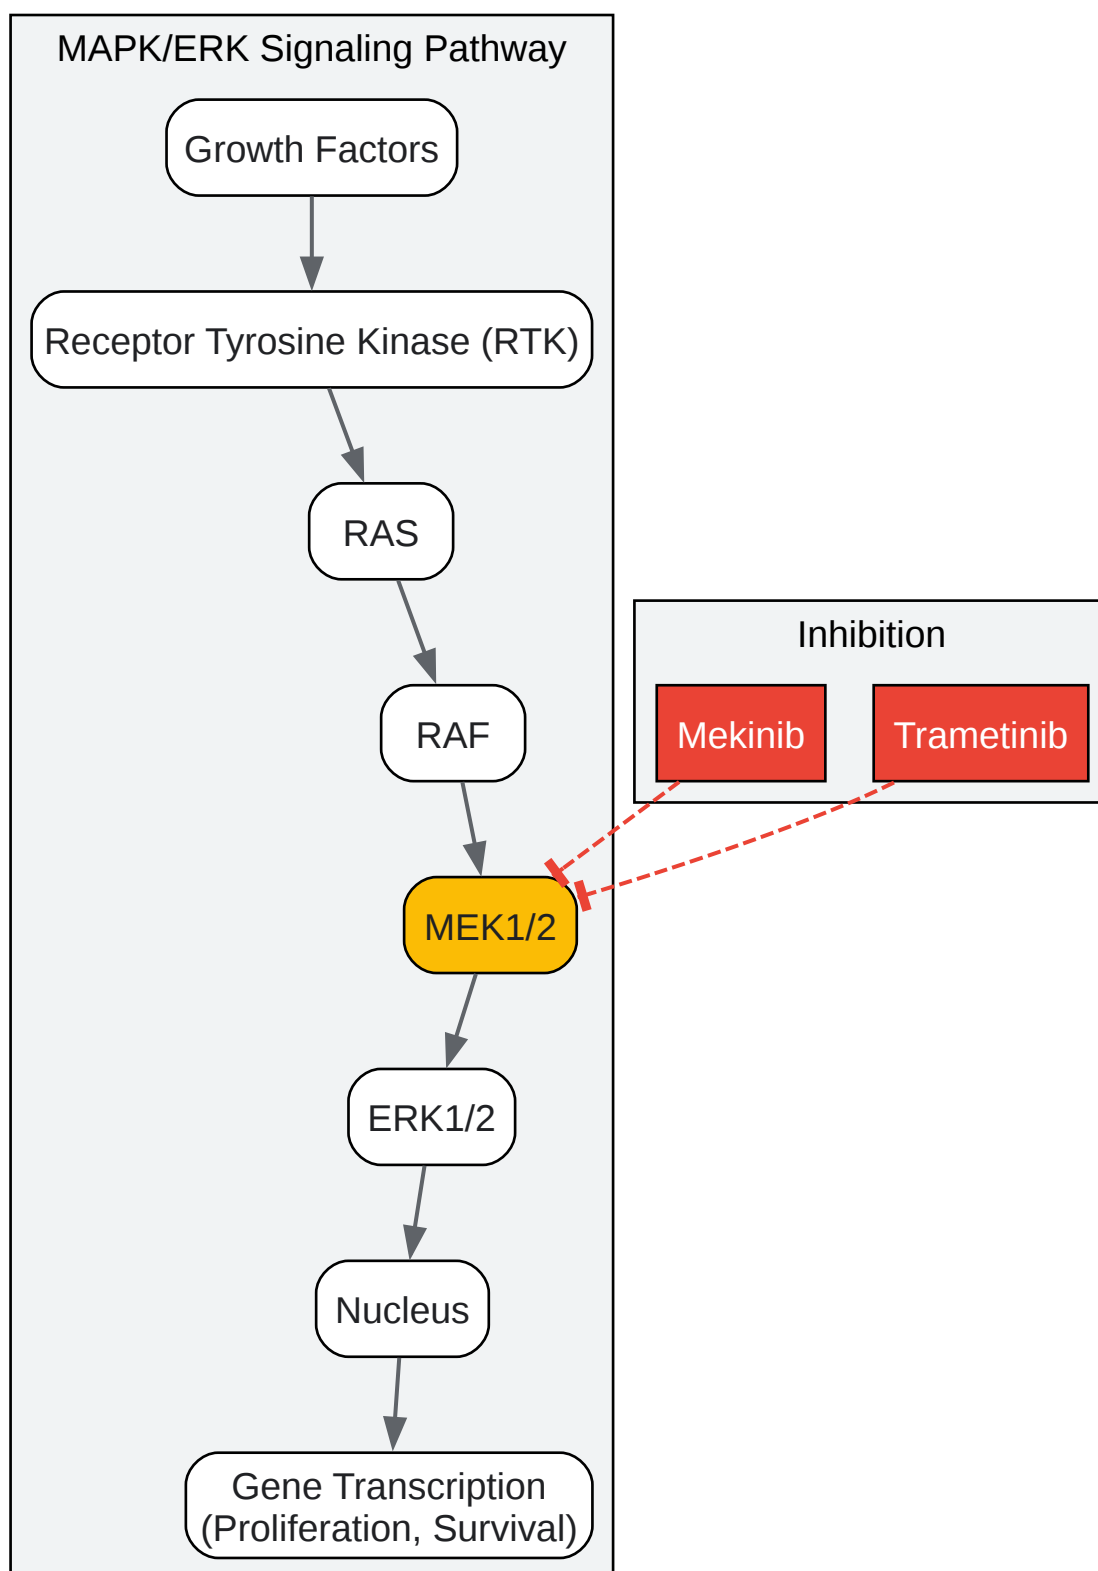 MAPK/ERK Signaling Pathway
Growth Factors
Receptor Tyrosine Kinase (RTK)
RAS
Inhibition
RAF
Mekinib
Trametinib
MEK1/2
ERK1/2
Nucleus
Gene Transcription
(Proliferation, Survival)